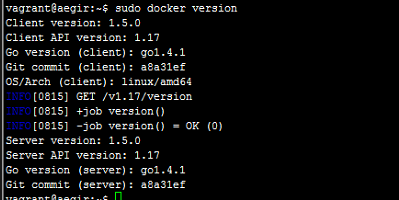 vagrant@aegir:~$ sudo docker version
Client version: 1.5.0
Client API version: 1.17
Go version (client): go1.4.1
Git commit (client): a8a31ef
OS/Arch (client): linux/amd64
INFO[0815] GET /v1.17/version
INFO[0815] +job version()
INFO[0815] -job version() = OK (0)
Server version: 1.5.0
Server API version: 1.17
Go version (server): go1.4.1
Git commit (server): a8a31ef
vagrant@aegir:~$